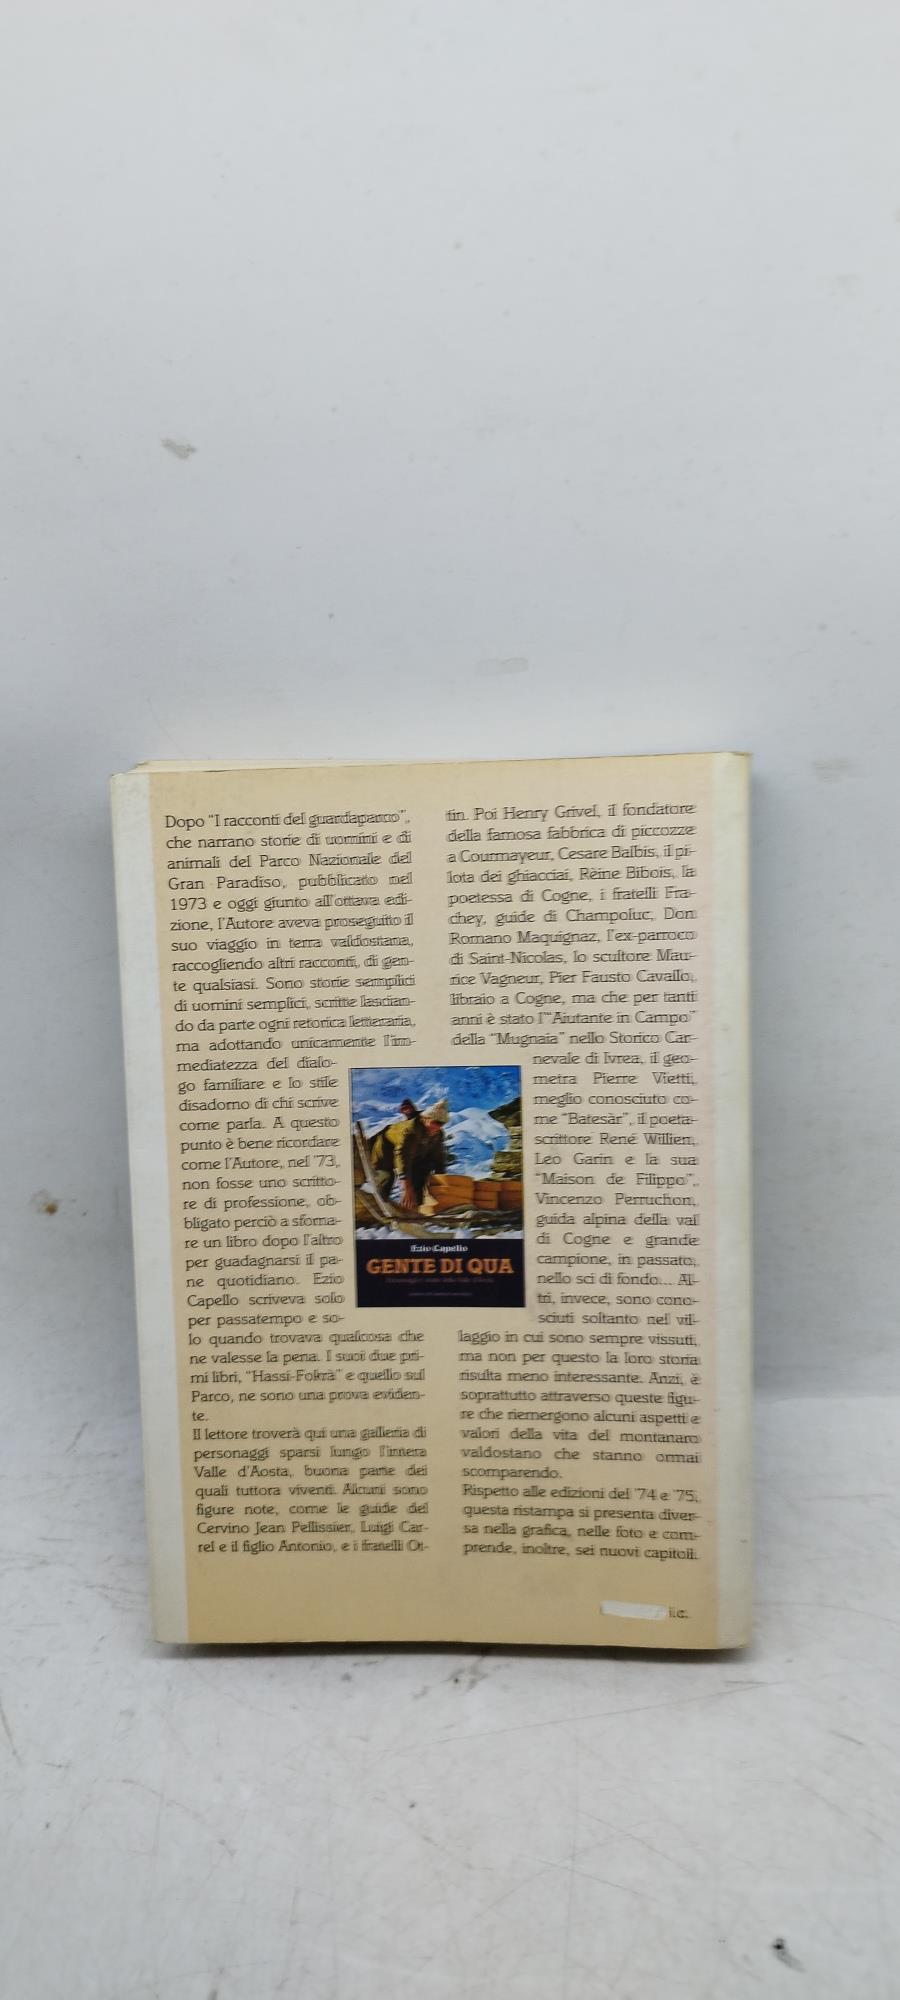 Dopo "I racconti del guardaparco",
che narrano storie di uomini e di
animali del Parco Nazionale del
Gran Paradiso, pubblicato nel
1973 e oggi giunto all'ottava edi-
zione, l'Autore aveva proseguito il
suo viaggio in terra valdostana,
raccogliendo altri racconti, di gen-
te qualsiasi. Sono storie semplici
di uomini semplici, scritte lascian-
do da parte ogni retorica letteraria,
ma adottando unicamente l'im-
mediatezza del dialo-
go familiare e lo stile
disadorno di chi scrive
come parla. A questo
punto è bene ricordare
come l'Autore, nel '73,
non fosse uno scritto-
re di professione, ob-
bligato perciò a sforna-
re un libro dopo l'altro
per guadagnarsi il pa-
ne quotidiano. Ezio
Capello scriveva solo
per passatempo e so-
lo quando trovava qualcosa che
ne valesse la pena. I suoi due pri-
mi libri, "Hassi-Fokrà" e quello sul
Parco, ne sono una prova eviden-
te.
Il lettore troverà qui una galleria di
personaggi sparsi lungo l'intera
Valle d'Aosta, buona parte dei
quali tuttora viventi. Alcuni sono
figure note, come le guide del
Cervino Jean Pellissier, Luigi Car-
rel e il figlio Antonio, e i fratelli Ot-
tin. Poi Henry Grivel, il fondatore
della famosa fabbrica di piccozze
a Courmayeur, Cesare Balbis, il pi-
lota dei ghiacciai, Rèine Bibois, la
poetessa di Cogne, i fratelli Fra-
chey, guide di Champoluc, Don
Romano Maquignaz, l'ex-parroco
di Saint-Nicolas, lo scultore Mau-
rice Vagneur, Pier Fausto Cavallo,
libraio a Cogne, ma che per tanti
anni è stato l'"Aiutante in Campo"
della "Mugnaia" nello Storico Car-
nevale di Ivrea, il geo-
metra Pierre Vietti,
meglio conosciuto co-
me "Batesàr", il poeta-
scrittore René Willien,
Leo Garin e la sua
"Maison de Filippo",
Vincenzo Perruchon,
guida alpina della val
di Cogne e grande
campione, in passato,
nello sci di fondo... Al-
tri, invece, sono cono-
sciuti soltanto nel vil-
laggio in cui sono sempre vissuti,
ma non per questo la loro storia
risulta meno interessante. Anzi, è
soprattutto attraverso queste figu-
re che riemergono alcuni aspetti e
valori della vita del montanaro
valdostano che stanno ormai
scomparendo.
Rispetto alle edizioni del '74 e '75,
questa ristampa si presenta diver-
sa nella grafica, nelle foto e com-
prende, inoltre, sei nuovi capitoli.
Ezio Capello
GENTE DI QUA
i.c.